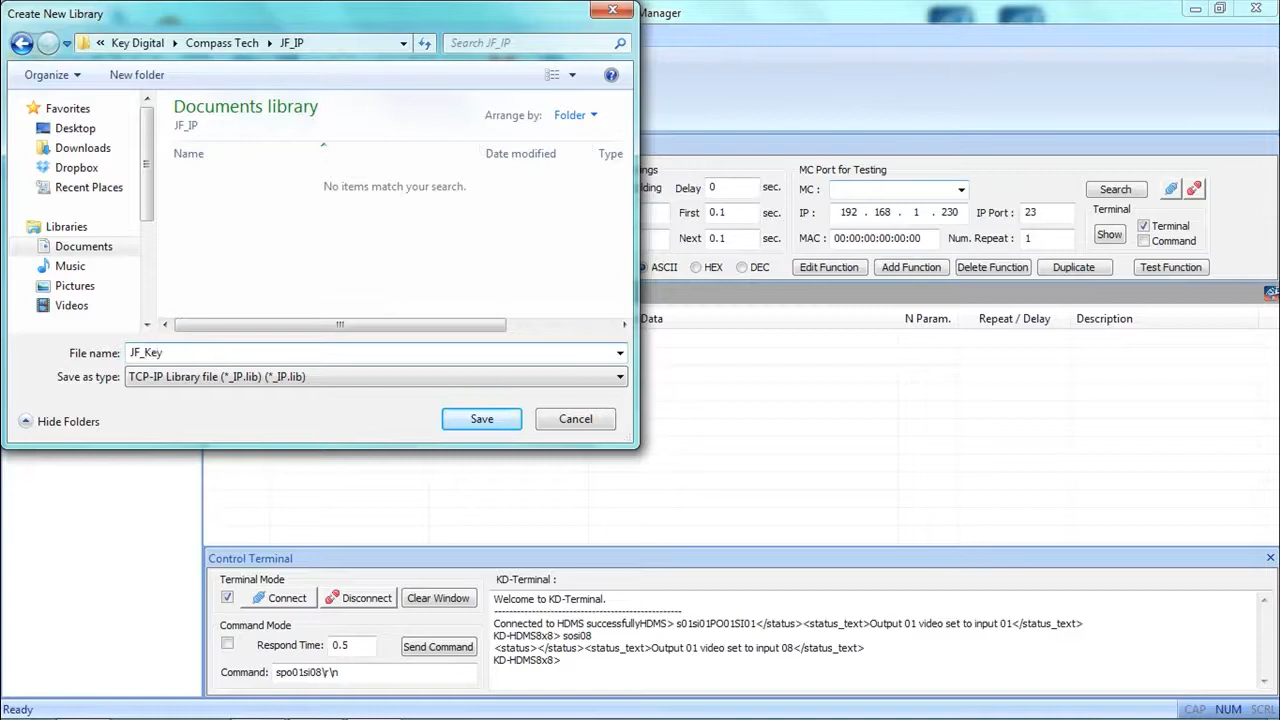 Create New Library
Manager
« Key Digital Compass Tech JF_IP
Search JF_IP
Organize New folder
Favorites
Desktop
Downloads
Dropbox
Recent Places
Libraries
Documents
Music
Pictures
Videos
Documents library
JF_IP
Arrange by: Folder
Name Date modified Type
No items match your search.
File name: JF_Key
Save as type: TCP-IP Library file (*_IP.lib) (*_IP.lib)
Hide Folders
Save Cancel
Delay 0 sec.
First 0.1
Next 0.1 sec.
MC Port for Testing
MC : Search
IP : 192 . 168 . 1 . 230 IP Port : 23
MAC : 00:00:00:00:00:00 Num. Repeat : 1
Terminal
Show
Terminal
Command
ASCII HEX DEC Edit Function Add Function Delete Function Duplicate Test Function
Data N Param. Repeat / Delay Description
Control Terminal
Terminal Mode
Connect Disconnect Clear Window
Command Mode
Respond Time: 0.5 Send Command
Command: spo01si08\r\n
KD-Terminal :
Welcome to KD-Terminal.
------------------------------------------------
Connected to HDMS successfullyHDMS> s01si01PO01SI01</status><status_text>Output 01 video set to input 01</status_text>
KD-HDMS8x8> sosi08
<status></status><status_text>Output 01 video set to input 08</status_text>
KD-HDMS8x8>
Ready
CAP NUM SCRL